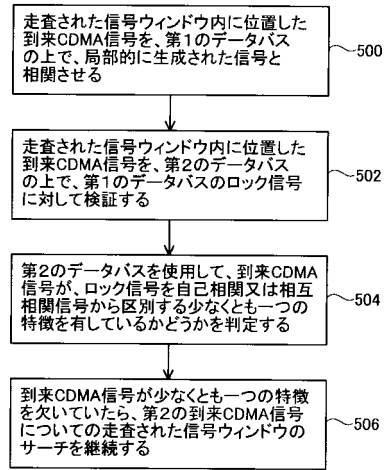 走査された信号ウィンドウ内に位置した
到来CDMA信号を、第1のデータバス
の上で、局部的に生成された信号と
相関させる
500
走査された信号ウィンドウ内に位置した
到来CDMA信号を、第2のデータバス
の上で、第1のデータバスのロック信号
に対して検証する
502
第2のデータバスを使用して、到来CDMA
信号が、ロック信号を自己相関又は相互
相関信号から区別する少なくとも一つの
特徴を有しているかどうかを判定する
504
到来CDMA信号が少なくとも一つの特徴
を欠いていたら、第2の到来CDMA信号
についての走査された信号ウィンドウの
サーチを継続する
506